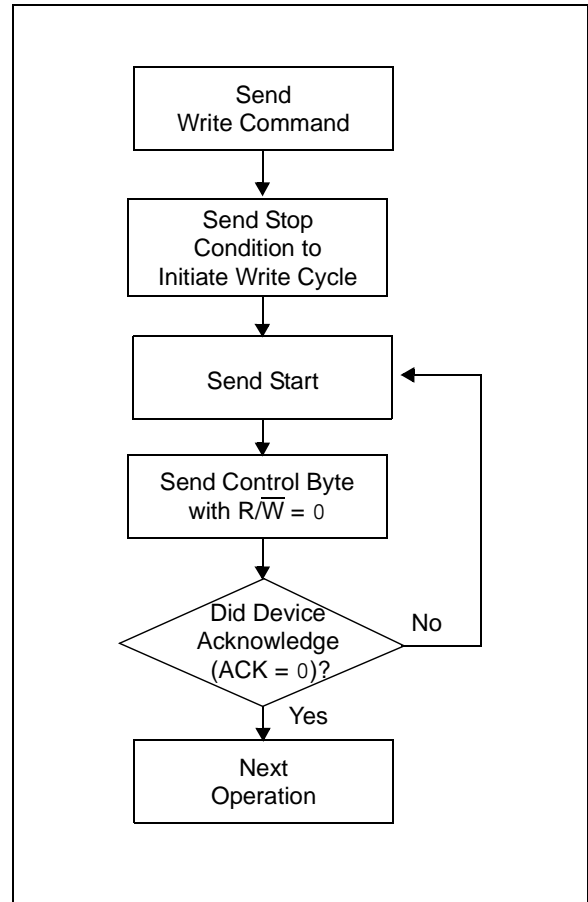 Send
Write Command
Send Stop
Condition to
Initiate Write Cycle
Send Start
Send Control Byte
with R/W̅ = 0
Did Device
Acknowledge
(ACK = 0)?
No
Yes
Next
Operation